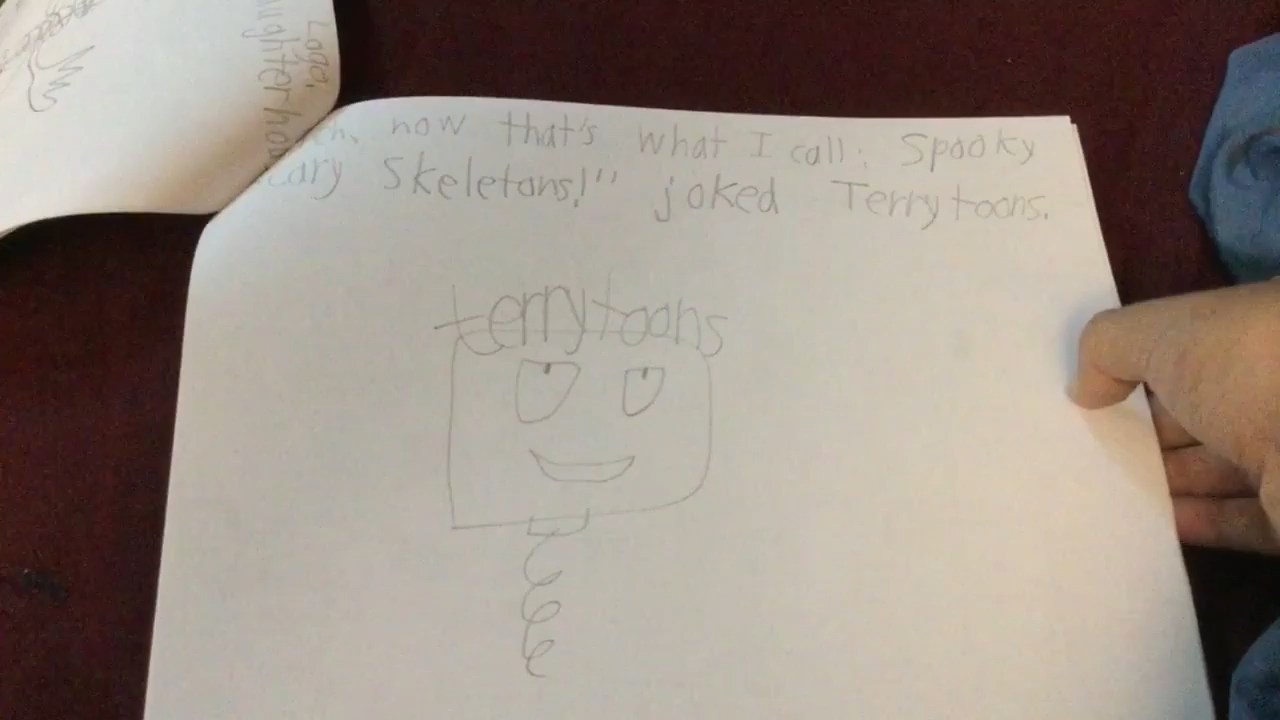 now that's what I call: Spooky
Skeletons!" joked Terrytoons.
terrytoons
Logo.